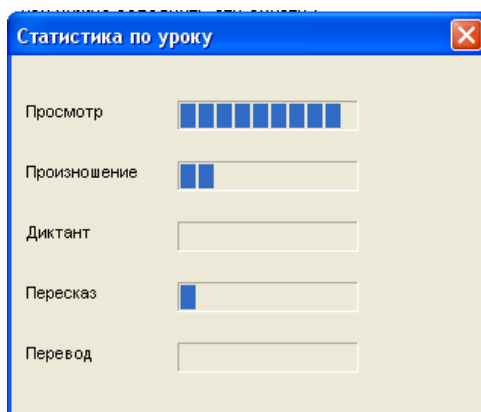 Статистика по уроку
Просмотр
Произношение
Диктант
Пересказ
Перевод